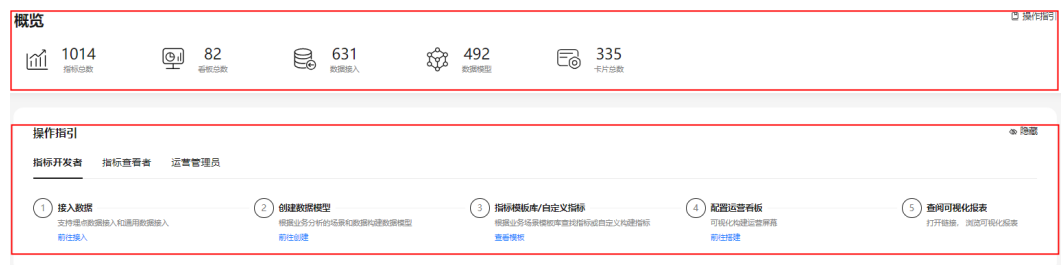 概览
操作指引
1014
指标总数
82
看板总数
631
数据接入
492
数据模型
335
卡片总数
操作指引
隐藏
指标开发者 指标查看者 运营管理员
1 接入数据
支持埋点数据接入和通用数据接入
前往接入
2 创建数据模型
根据业务分析的场景和数据构建数据模型
前往创建
3 指标模板库/自定义指标
根据业务场景模板库查找指标或自定义构建指标
查看模板
4 配置运营看板
可视化构建运营屏幕
前往搭建
5 查阅可视化报表
打开链接，浏览可视化报表